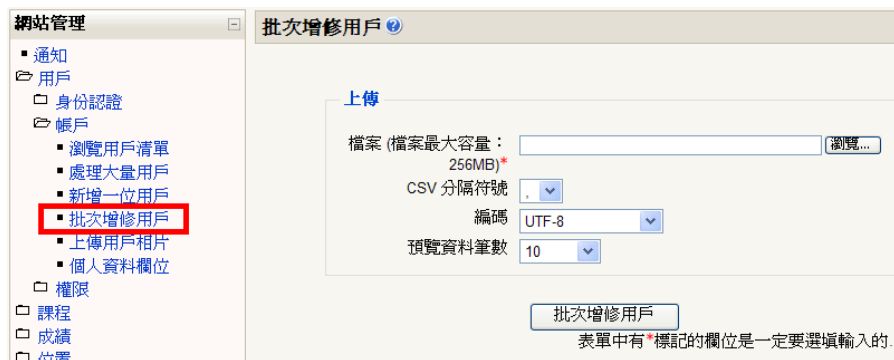 網站管理
通知
用戶
身份認證
帳戶
瀏覽用戶清單
處理大量用戶
新增一位用戶
批次增修用戶
上傳用戶相片
個人資料欄位
權限
課程
成績
位置
批次增修用戶
上傳
檔案 (檔案最大容量：
256MB)*
瀏覽...
CSV 分隔符號
,
編碼
UTF-8
預覽資料筆數
10
批次增修用戶
表單中有*標記的欄位是一定要選填輸入的.